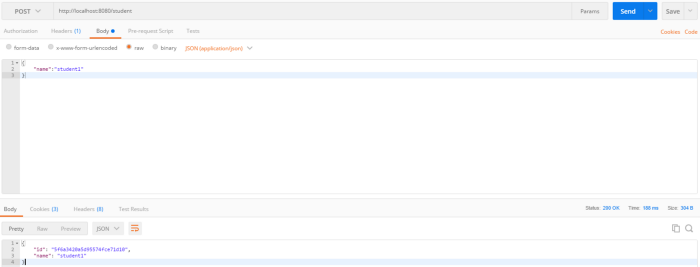 POST http://localhost:8080/student Params Send Save
Authorization Headers (1) Body Pre-request Script Tests Cookies Code
form-data x-www-form-urlencoded raw binary JSON (application/json)
1 {
2 "name":"student1"
3 }
Body Cookies (3) Headers (8) Test Results Status: 200 OK Time: 188 ms Size: 304 B
Pretty Raw Preview JSON
1 {
2 "id":
3 "name": "student1"
4 }